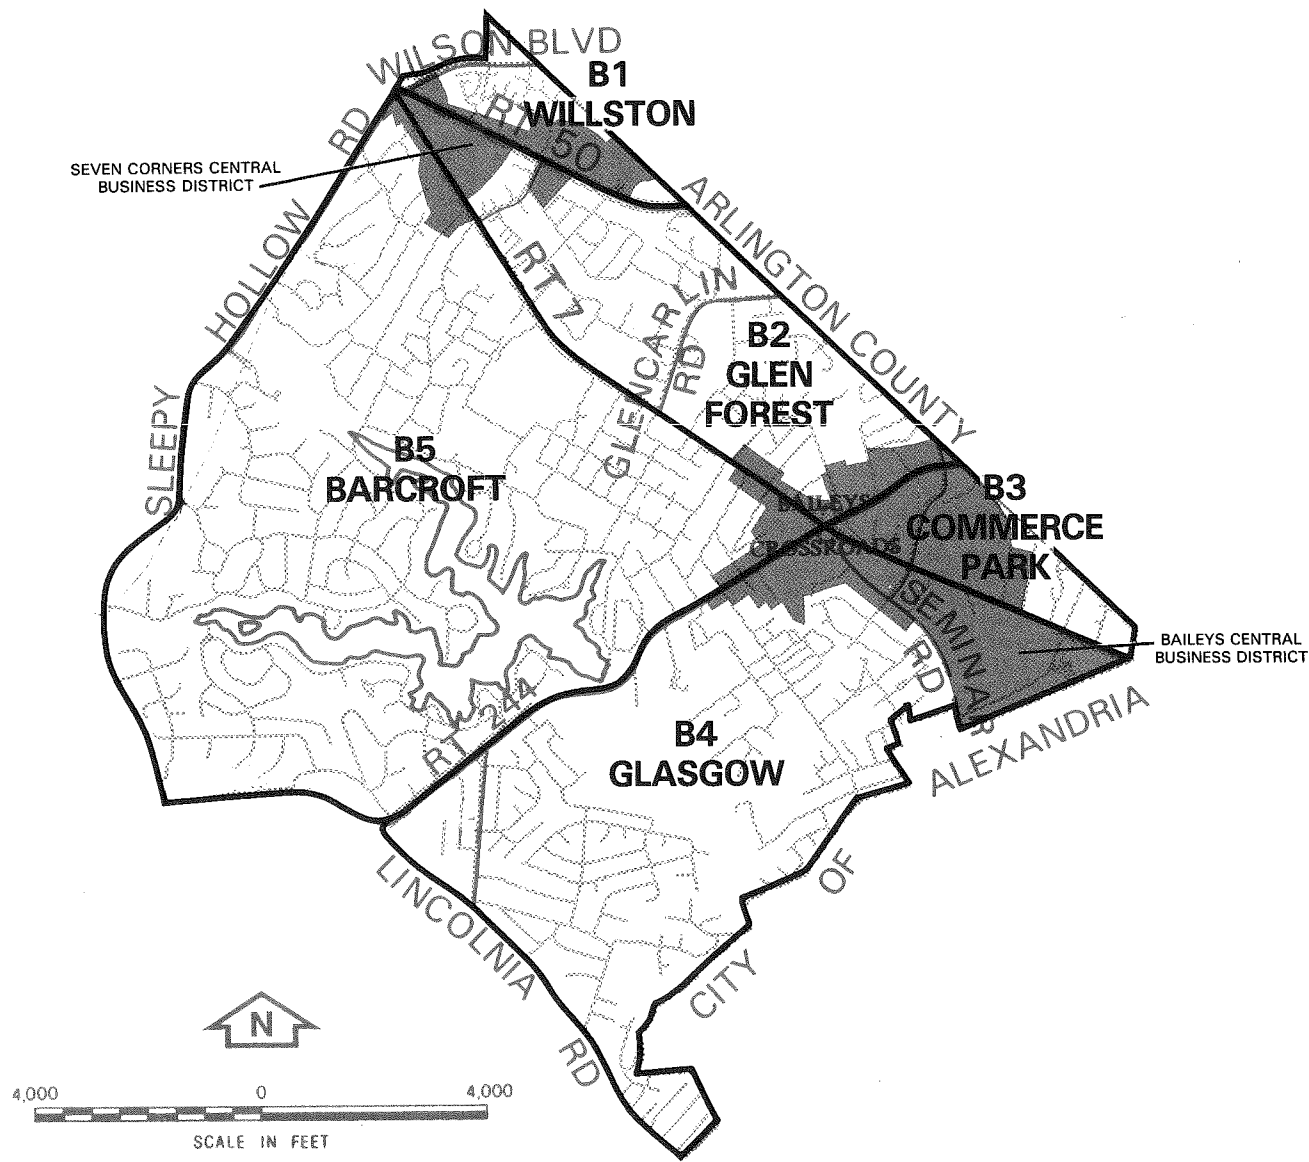 WILSON BLVD
B1
WILLSTON
RT 50
HOLLOW RD
SEVEN CORNERS CENTRAL
BUSINESS DISTRICT
ARLINGTON COUNTY
RT 7
GLENCARLIN
RD
B2
GLEN
FOREST
SLEEPY
B5
BARCROFT
BAILEYS
CROSSROADS
B3
COMMERCE
PARK
SEMINAR
RD
BAILEYS CENTRAL
BUSINESS DISTRICT
RT 244
B4
GLASGOW
ALEXANDRIA
OF
CITY
LINCOLNIA
RD
N
4,000 0 4,000
SCALE IN FEET